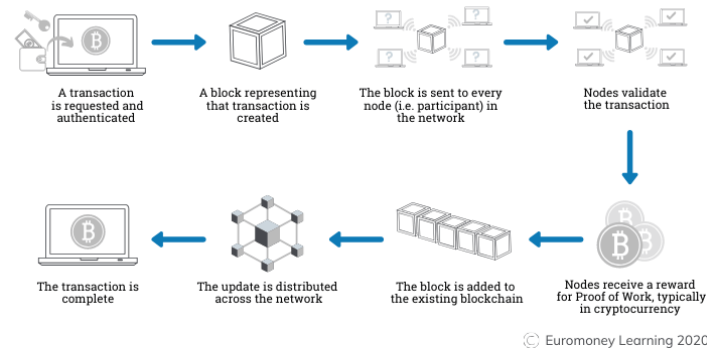 A transaction
is requested and
authenticated
A block representing
that transaction is
created
The block is sent to every
node (i.e. participant) in
the network
Nodes validate
the transaction
Nodes receive a reward
for Proof of Work, typically
in cryptocurrency
The block is added to
the existing blockchain
The update is distributed
across the network
The transaction is
complete
© Euromoney Learning 2020